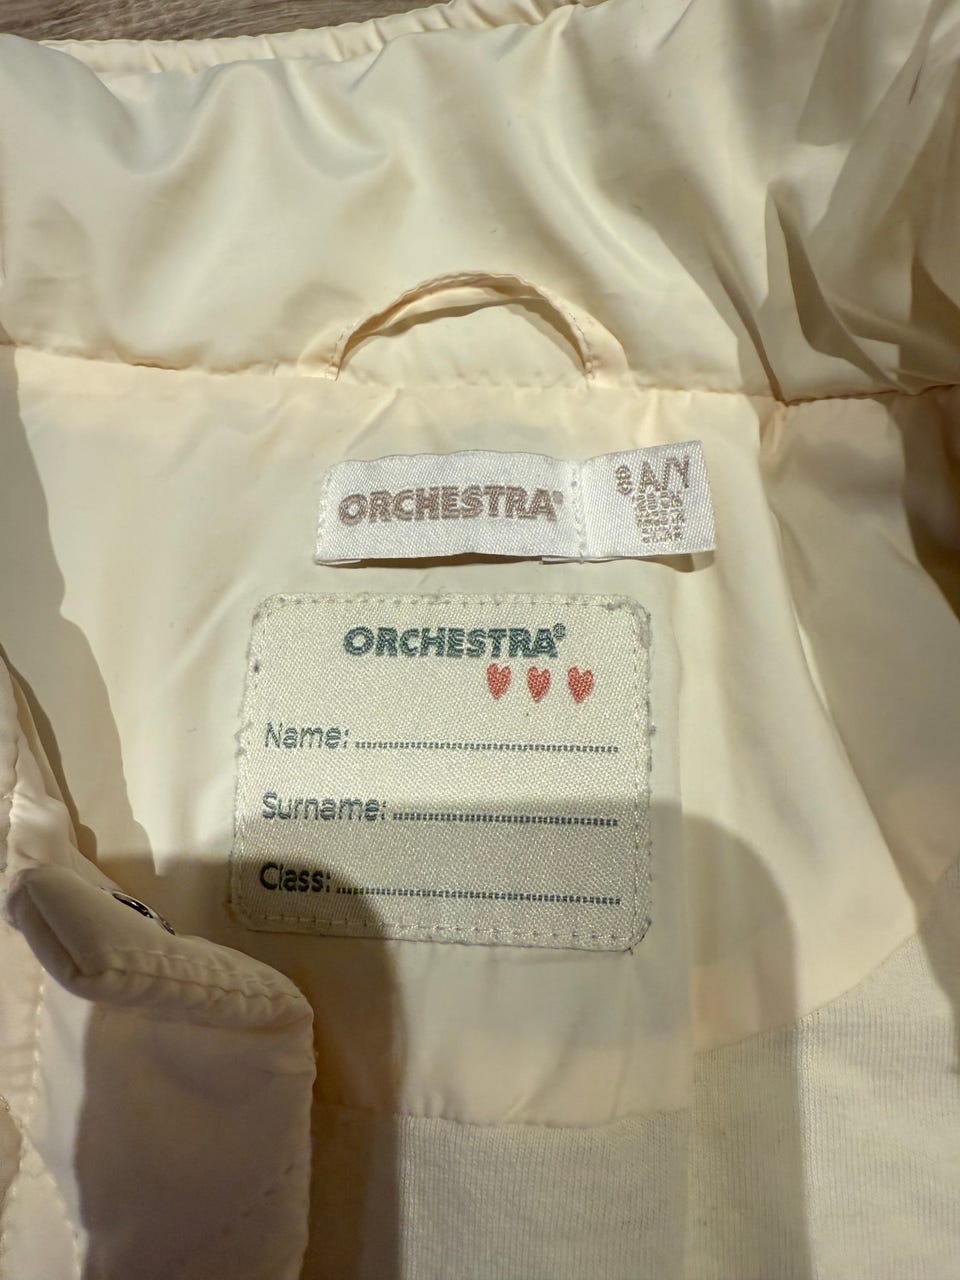 ORCHESTRA®
8 A/Y
ORCHESTRA®
Name:
Surname:
Class: